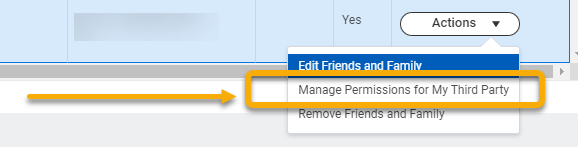 Yes
Actions
Edit Friends and Family
Manage Permissions for My Third Party
Remove Friends and Family